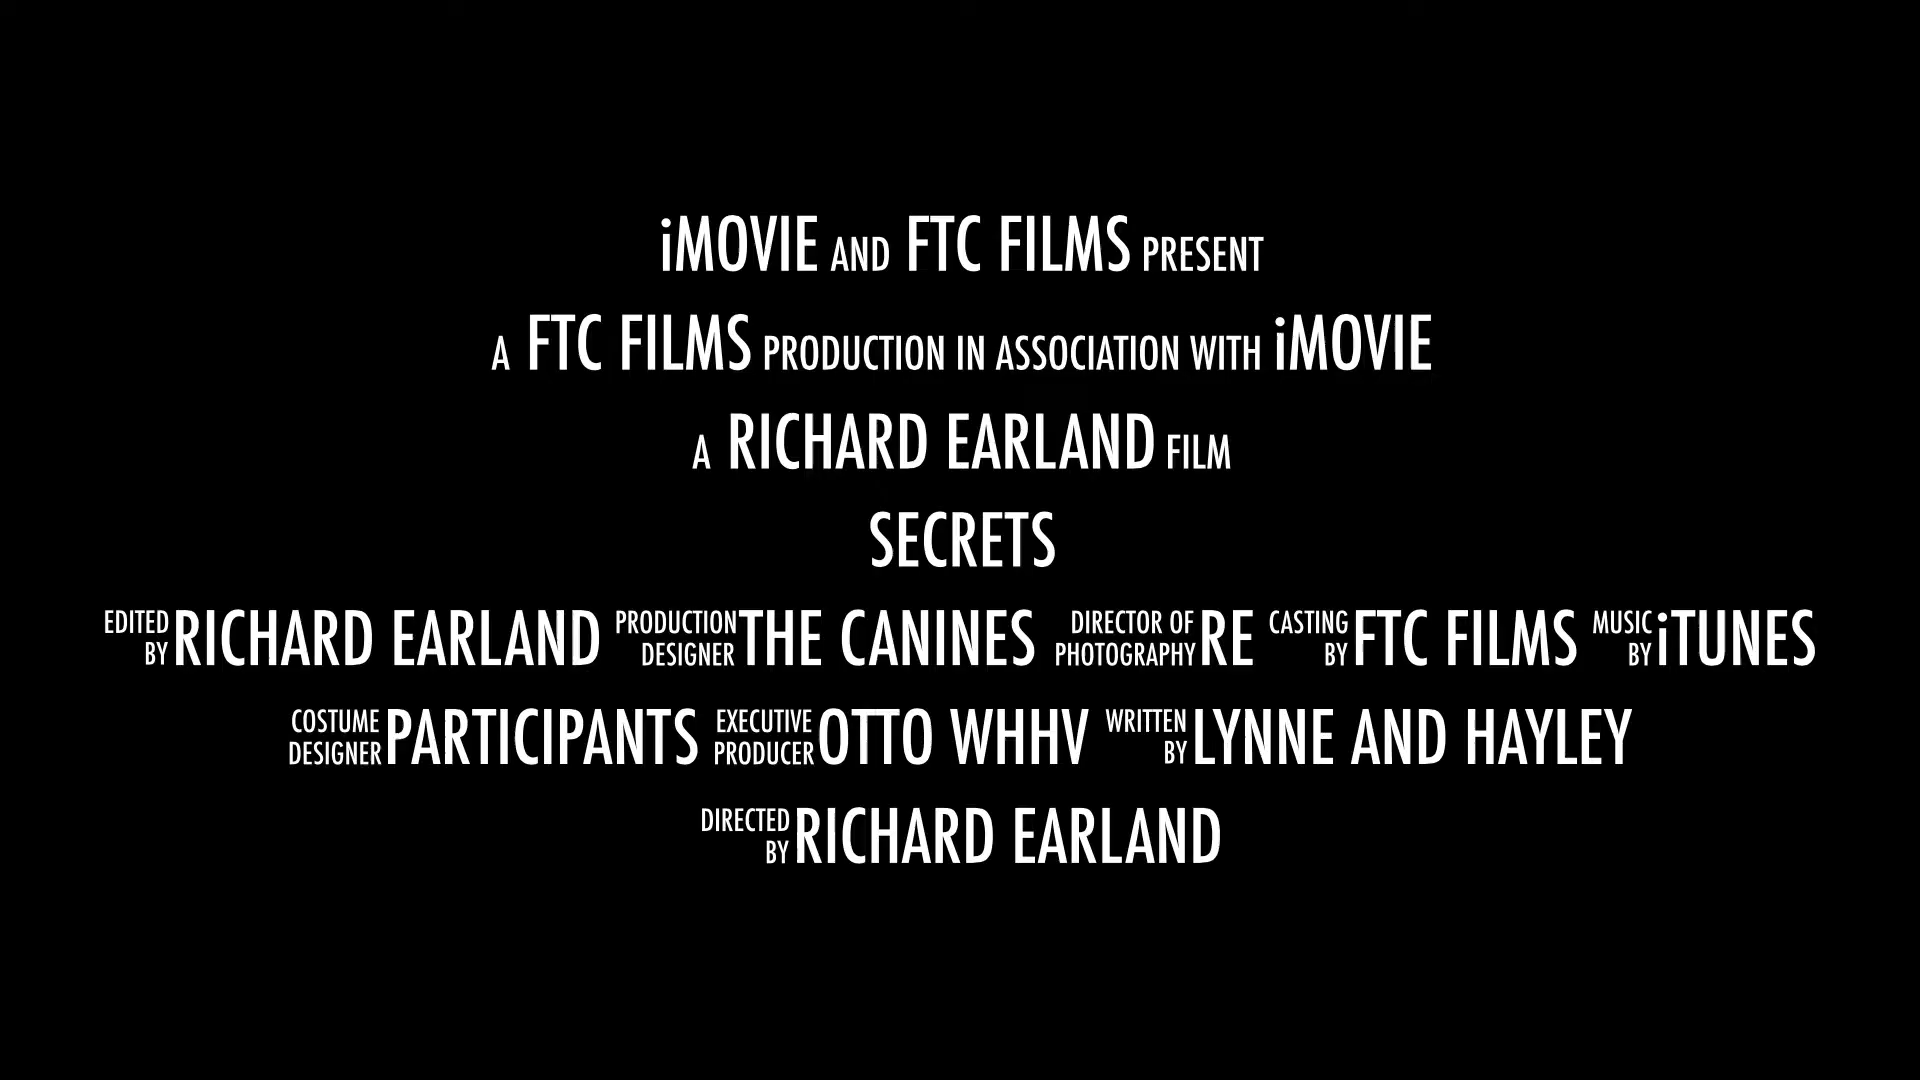 iMOVIE AND FTC FILMS PRESENT
A FTC FILMS PRODUCTION IN ASSOCIATION WITH iMOVIE
A RICHARD EARLAND FILM
SECRETS
EDITED BY RICHARD EARLAND PRODUCTION DESIGNER THE CANINES DIRECTOR OF PHOTOGRAPHY RE CASTING BY FTC FILMS MUSIC BY iTUNES
COSTUME DESIGNER PARTICIPANTS EXECUTIVE PRODUCER OTTO WHHV WRITTEN BY LYNNE AND HAYLEY
DIRECTED BY RICHARD EARLAND